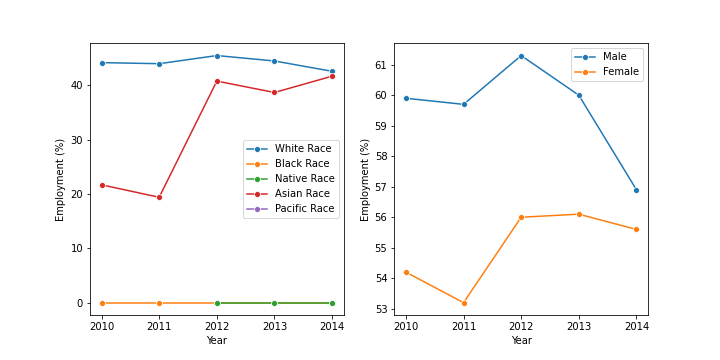 Employment (%)
40
30
20
10
0
2010 2011 2012 2013 2014
Year
White Race
Black Race
Native Race
Asian Race
Pacific Race
Employment (%)
61
60
59
58
57
56
55
54
53
2010 2011 2012 2013 2014
Year
Male
Female